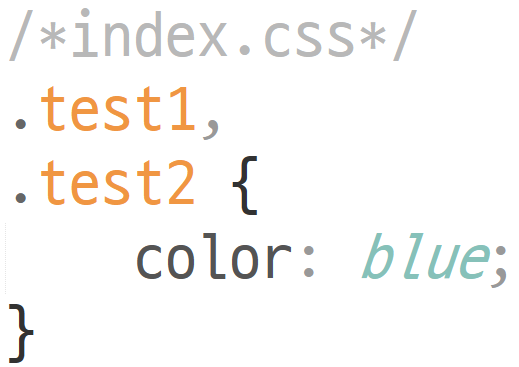 /*index.css*/
.test1,
.test2 {
    color: blue;
}